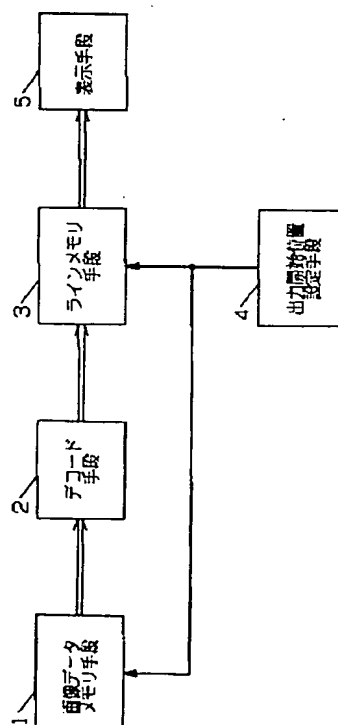 1
画像データ
メモリ手段
2
デコード
手段
3
ラインメモリ
手段
4
出力開始位置
設定手段
5
表示手段